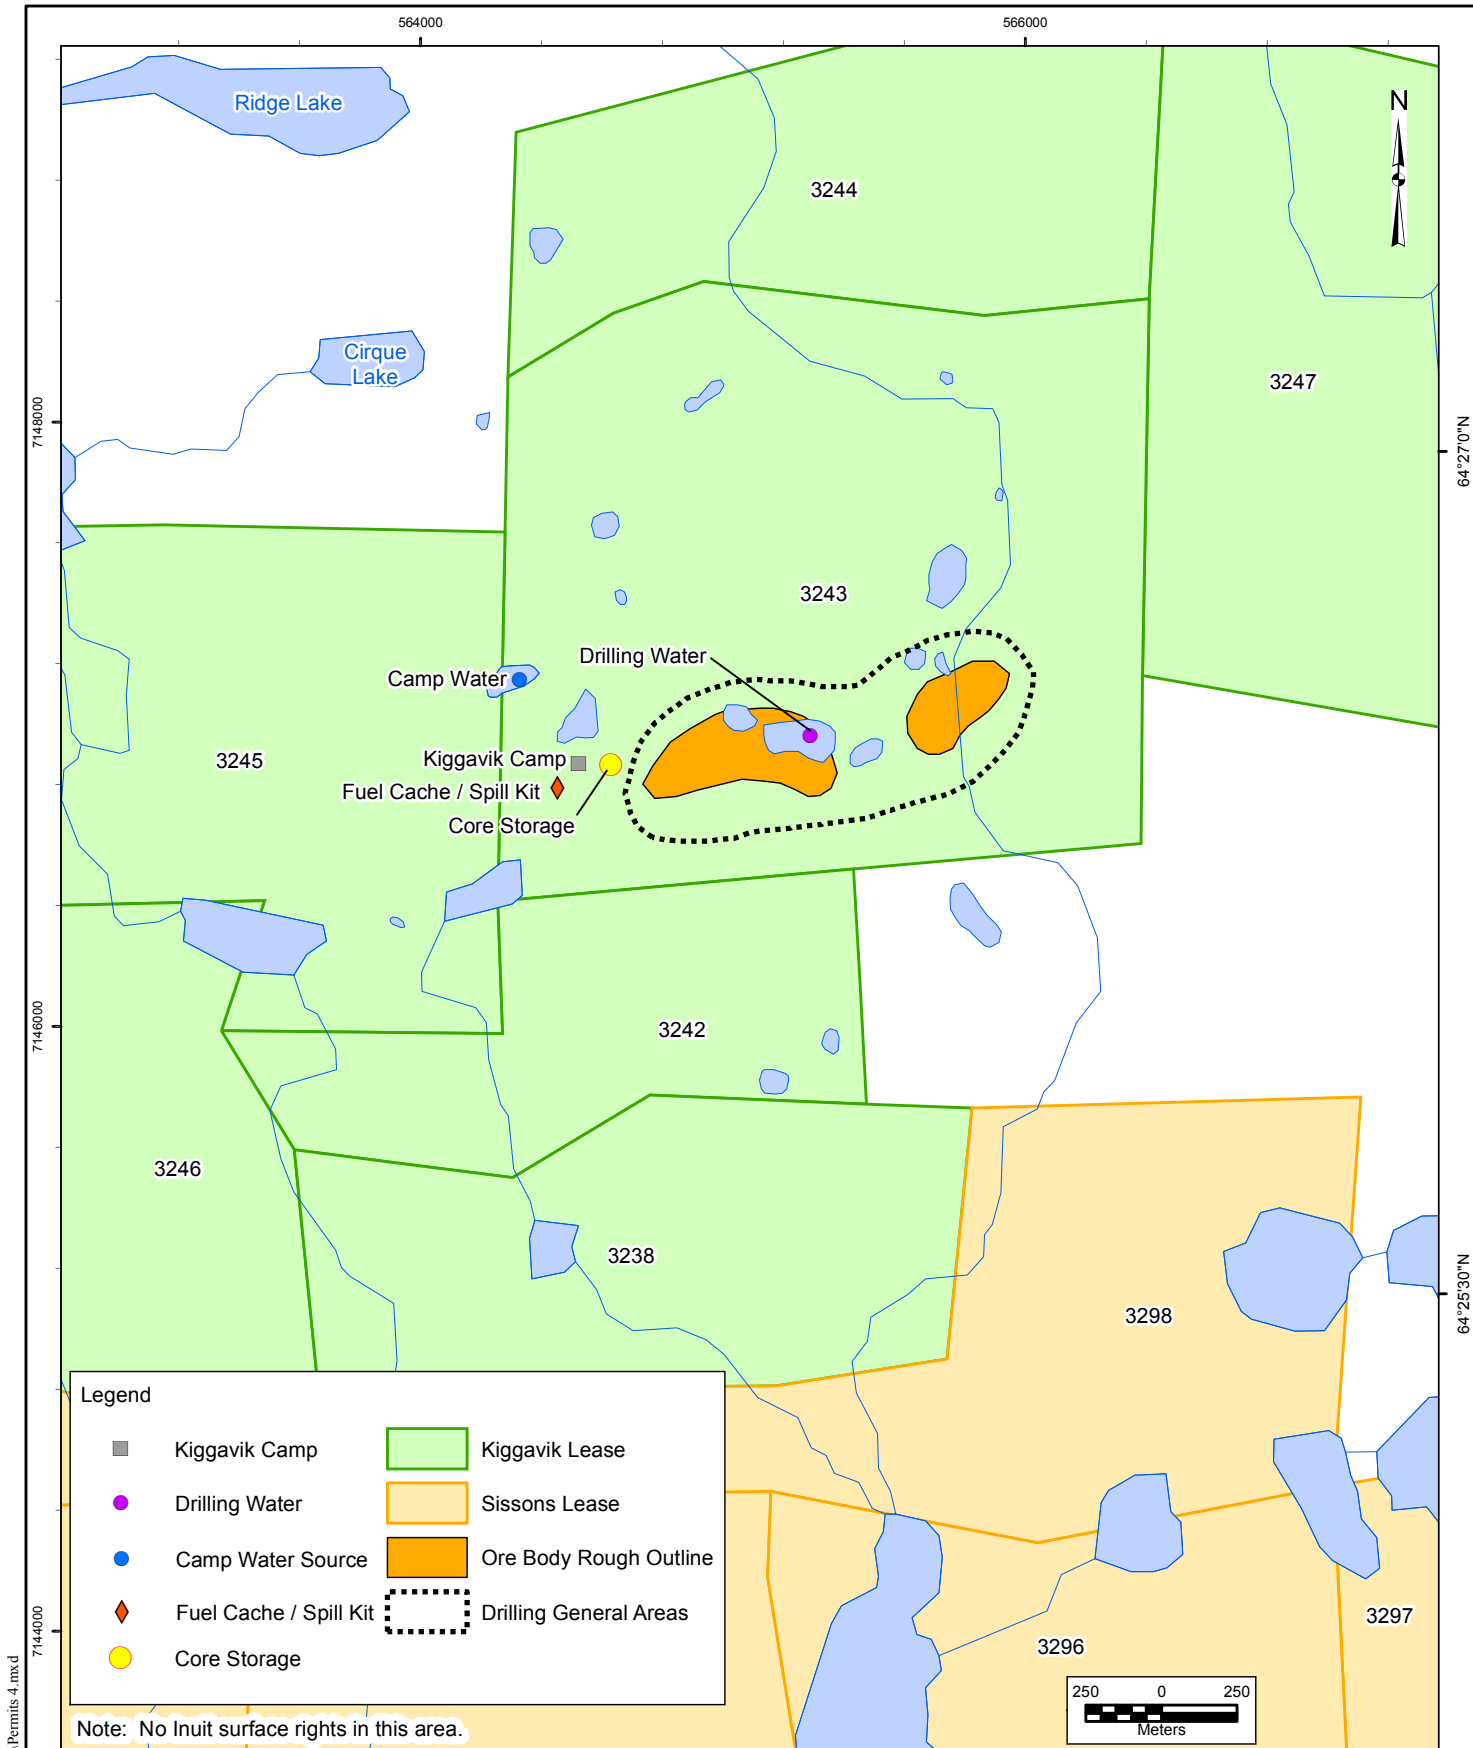 564000
566000
Ridge Lake
N
3244
Cirque
Lake
3247
7148000
64°27'0"N
3243
Drilling Water
Camp Water
3245
Kiggavik Camp
Fuel Cache / Spill Kit
Core Storage
7146000
3242
3246
3238
64°25'30"N
3298
Legend
Kiggavik Camp
Kiggavik Lease
Drilling Water
Sissons Lease
Camp Water Source
Ore Body Rough Outline
Fuel Cache / Spill Kit
Drilling General Areas
Core Storage
7144000
3297
3296
250 0 250
Meters
Note: No Inuit surface rights in this area.
Permits 4.mxd